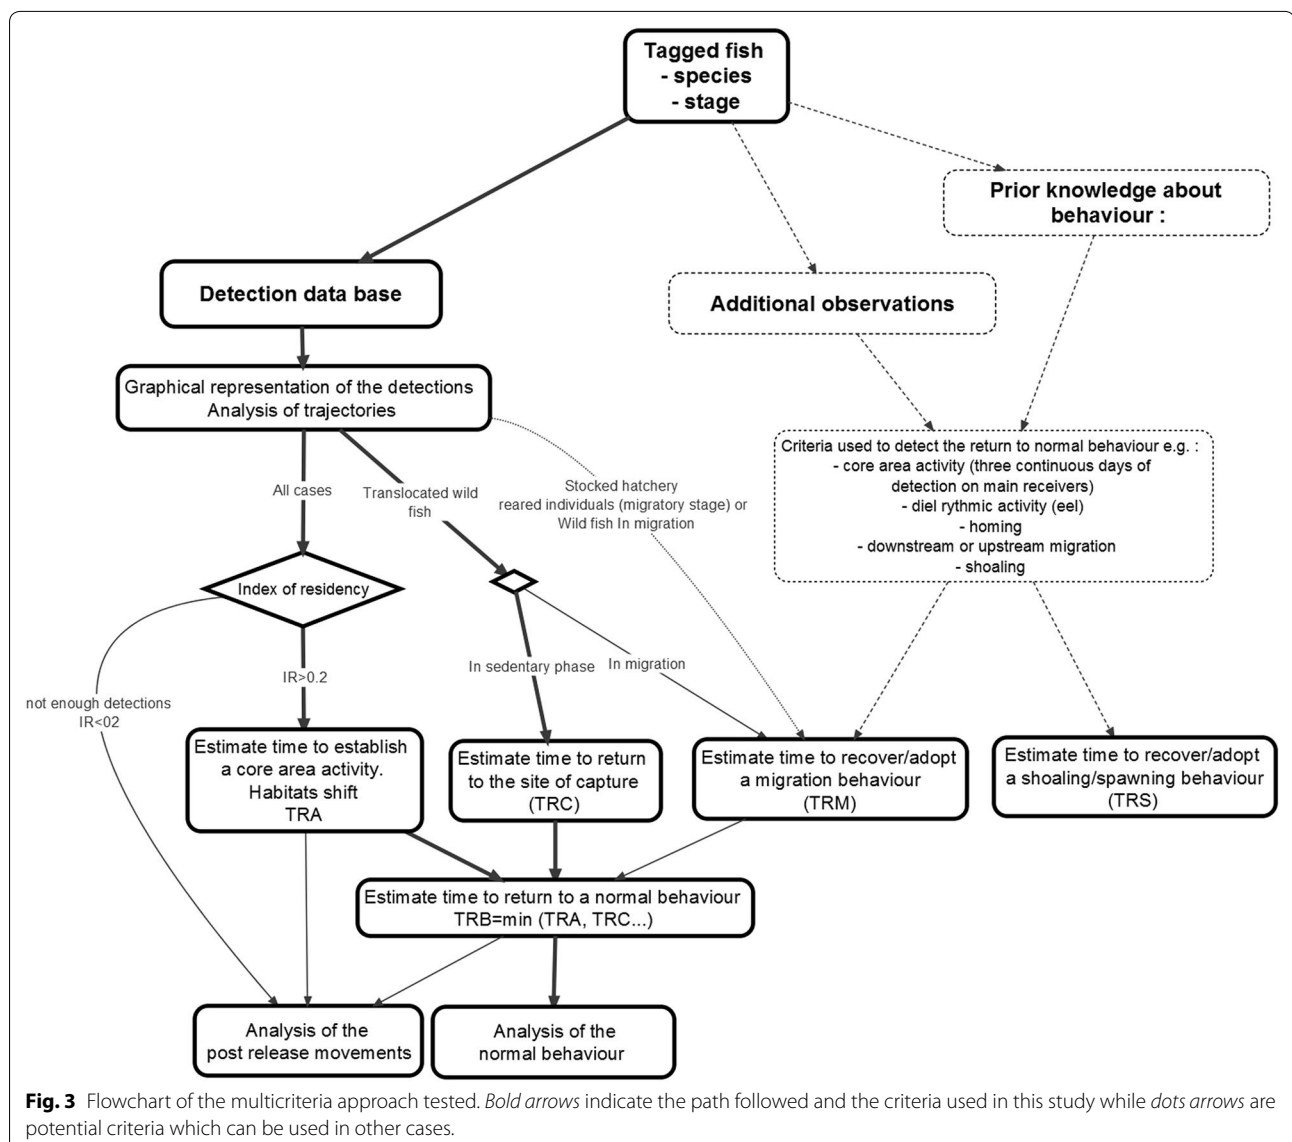 Tagged fish
- species
- stage
Prior knowledge about
behaviour :
Detection data base
Additional observations
Graphical representation of the detections
Analysis of trajectories
Criteria used to detect the return to normal behaviour e.g. :
- core area activity (three continuous days of
detection on main receivers)
- diel rythmic activity (eel)
- homing
- downstream or upstream migration
- shoaling
All cases
Translocated wild
fish
Stocked hatchery
reared individuals (migratory stage) or
Wild fish In migration
Index of residency
In sedentary phase
In migration
IR>0.2
not enough detections
IR<02
Estimate time to establish
a core area activity.
Habitats shift
TRA
Estimate time to return
to the site of capture
(TRC)
Estimate time to recover/adopt
a migration behaviour
(TRM)
Estimate time to recover/adopt
a shoaling/spawning behaviour
(TRS)
Estimate time to return to a normal behaviour
TRB=min (TRA, TRC...)
Analysis of the
post release movements
Analysis of the
normal behaviour
Fig. 3 Flowchart of the multicriteria approach tested. Bold arrows indicate the path followed and the criteria used in this study while dots arrows are
potential criteria which can be used in other cases.